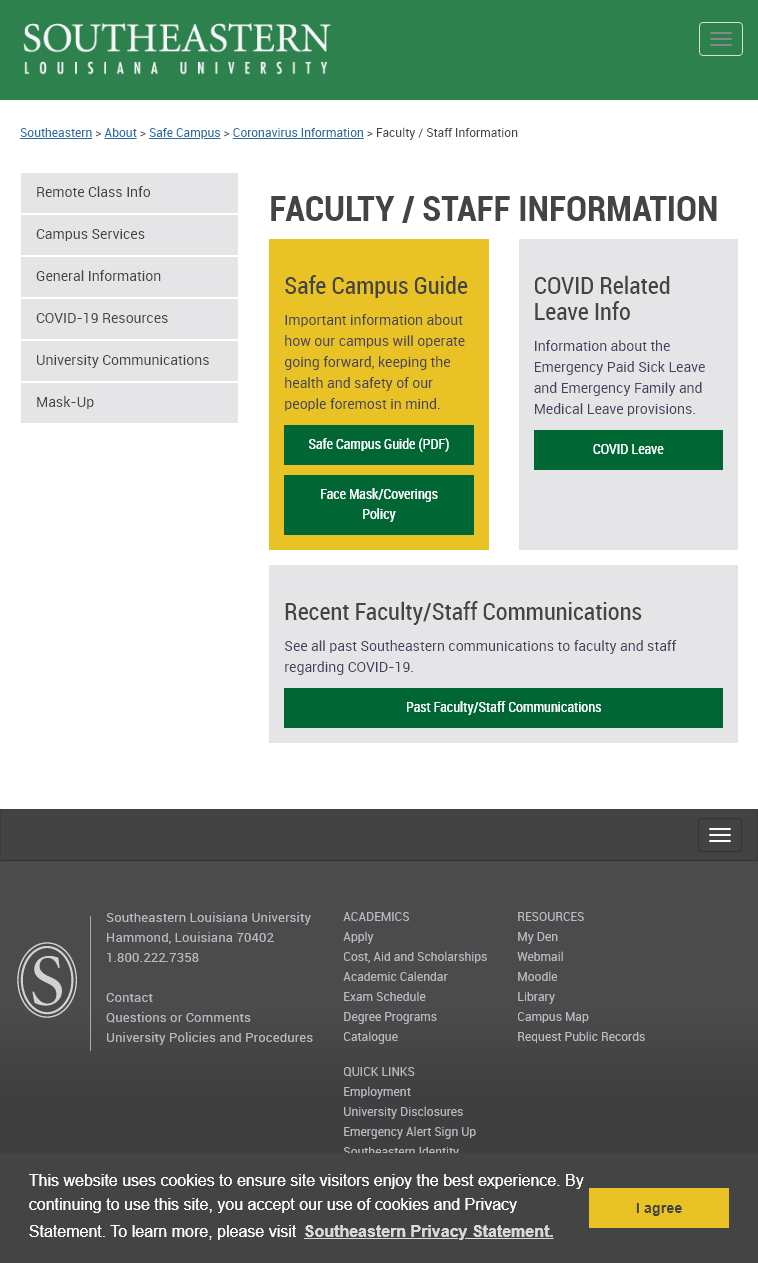 SOUTHEASTERN
LOUISIANA UNIVERSITY
Southeastern > About > Safe Campus > Coronavirus Information > Faculty / Staff Information
Remote Class Info
Campus Services
General Information
COVID-19 Resources
University Communications
Mask-Up
FACULTY / STAFF INFORMATION
Safe Campus Guide
Important information about
how our campus will operate
going forward, keeping the
health and safety of our
people foremost in mind.
Safe Campus Guide (PDF)
Face Mask/Coverings
Policy
COVID Related
Leave Info
Information about the
Emergency Paid Sick Leave
and Emergency Family and
Medical Leave provisions.
COVID Leave
Recent Faculty/Staff Communications
See all past Southeastern communications to faculty and staff
regarding COVID-19.
Past Faculty/Staff Communications
S
Southeastern Louisiana University
Hammond, Louisiana 70402
1.800.222.7358
Contact
Questions or Comments
University Policies and Procedures
ACADEMICS
Apply
Cost, Aid and Scholarships
Academic Calendar
Exam Schedule
Degree Programs
Catalogue
RESOURCES
My Den
Webmail
Moodle
Library
Campus Map
Request Public Records
QUICK LINKS
Employment
University Disclosures
Emergency Alert Sign Up
Southeastern Identity
This website uses cookies to ensure site visitors enjoy the best experience. By
continuing to use this site, you accept our use of cookies and Privacy
Statement. To learn more, please visit Southeastern Privacy Statement.
I agree